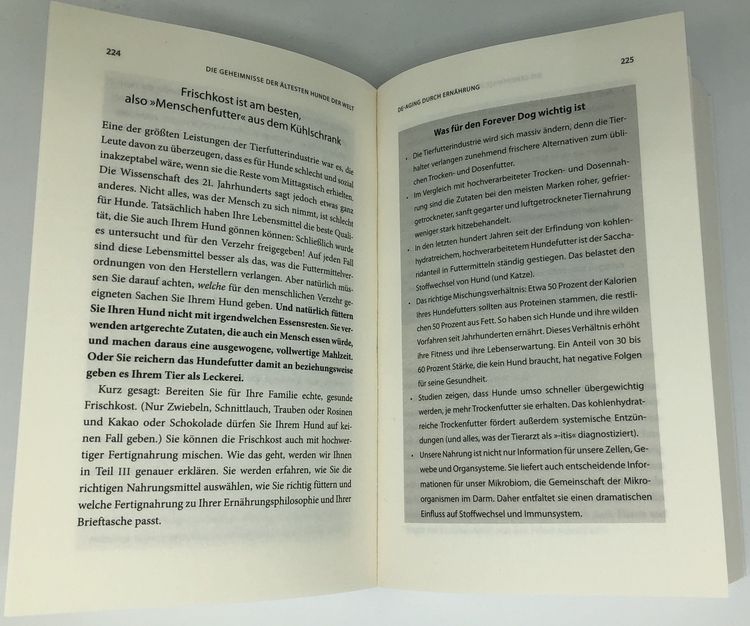 224
DIE GEHEIMNISSE DER ÄLTESTEN HUNDE DER WELT
Frischkost ist am besten,
also »Menschenfutter« aus dem Kühlschrank
Eine der größten Leistungen der Tierfutterindustrie war es, die
Leute davon zu überzeugen, dass es für Hunde schlecht und sozial
inakzeptabel wäre, wenn sie die Reste vom Mittagstisch erhielten.
Die Wissenschaft des 21. Jahrhunderts sagt jedoch etwas ganz
anderes. Nicht alles, was der Mensch zu sich nimmt, ist schlecht
für Hunde. Tatsächlich haben Ihre Lebensmittel die beste Quali-
tät, die Sie auch Ihrem Hund gönnen können: Schließlich wurde
es untersucht und für den Verzehr freigegeben! Auf jeden Fall
sind diese Lebensmittel besser als das, was die Futtermittelver-
ordnungen von den Herstellern verlangen. Aber natürlich müs-
sen Sie darauf achten, welche für den menschlichen Verzehr ge-
eigneten Sachen Sie Ihrem Hund geben. Und natürlich füttern
Sie Ihren Hund nicht mit irgendwelchen Essensresten. Sie ver-
wenden artgerechte Zutaten, die auch ein Mensch essen würde,
und machen daraus eine ausgewogene, vollwertige Mahlzeit.
Oder Sie reichern das Hundefutter damit an beziehungsweise
geben es Ihrem Tier als Leckerei.
Kurz gesagt: Bereiten Sie für Ihre Familie echte, gesunde
Frischkost. (Nur Zwiebeln, Schnittlauch, Trauben oder Rosinen
und Kakao oder Schokolade dürfen Sie Ihrem Hund auf kei-
nen Fall geben.) Sie können die Frischkost auch mit hochwer-
tiger Fertignahrung mischen. Wie das geht, werden wir Ihnen
in Teil III genauer erklären. Sie werden erfahren, wie Sie die
richtigen Nahrungsmittel auswählen, wie Sie richtig füttern und
welche Fertignahrung zu Ihrer Ernährungsphilosophie und Ihrer
Brieftasche passt.
DE-AGING DURCH ERNÄHRUNG
225
Was für den Forever Dog wichtig ist
• Die Tierfutterindustrie wird sich massiv ändern, denn die Tier-
halter verlangen zunehmend frischere Alternativen zum übli-
chen Trocken- und Dosenfutter.
• Im Vergleich mit hochverarbeiteter Trocken- und Dosennah-
rung sind die Zutaten bei den meisten Marken roher, gefrier-
getrockneter, sanft gegarter und luftgetrockneter Tiernahrung
weniger stark hitzebehandelt.
• In den letzten hundert Jahren seit der Erfindung von kohlen-
hydratreichem, hochverarbeitetem Hundefutter ist der Sacha-
ridanteil in Futtermitteln ständig gestiegen. Das belastet den
Stoffwechsel von Hund (und Katze).
• Das richtige Mischungsverhältnis: Etwa 50 Prozent der Kalorien
ihres Hundefutters sollten aus Proteinen stammen, die restli-
chen 50 Prozent aus Fett. So haben sich Hunde und ihre wilden
Vorfahren seit Jahrhunderten ernährt. Dieses Verhältnis erhöht
ihre Fitness und ihre Lebenserwartung. Ein Anteil von 30 bis
60 Prozent Stärke, die kein Hund braucht, hat negative Folgen
für seine Gesundheit.
• Studien zeigen, dass Hunde umso schneller übergewichtig
werden, je mehr Trockenfutter sie erhalten. Das kohlenhydrat-
reiche Trockenfutter fördert außerdem systemische Entzün-
dungen (und alles, was der Tierarzt als »-itis« diagnostiziert).
• Unsere Nahrung ist nicht nur Information für unsere Zellen, Ge-
webe und Organsysteme. Sie liefert auch entscheidende Infor-
mationen für unser Mikrobiom, die Gemeinschaft der Mikro-
organismen im Darm. Daher entfaltet sie einen dramatischen
Einfluss auf Stoffwechsel und Immunsystem.